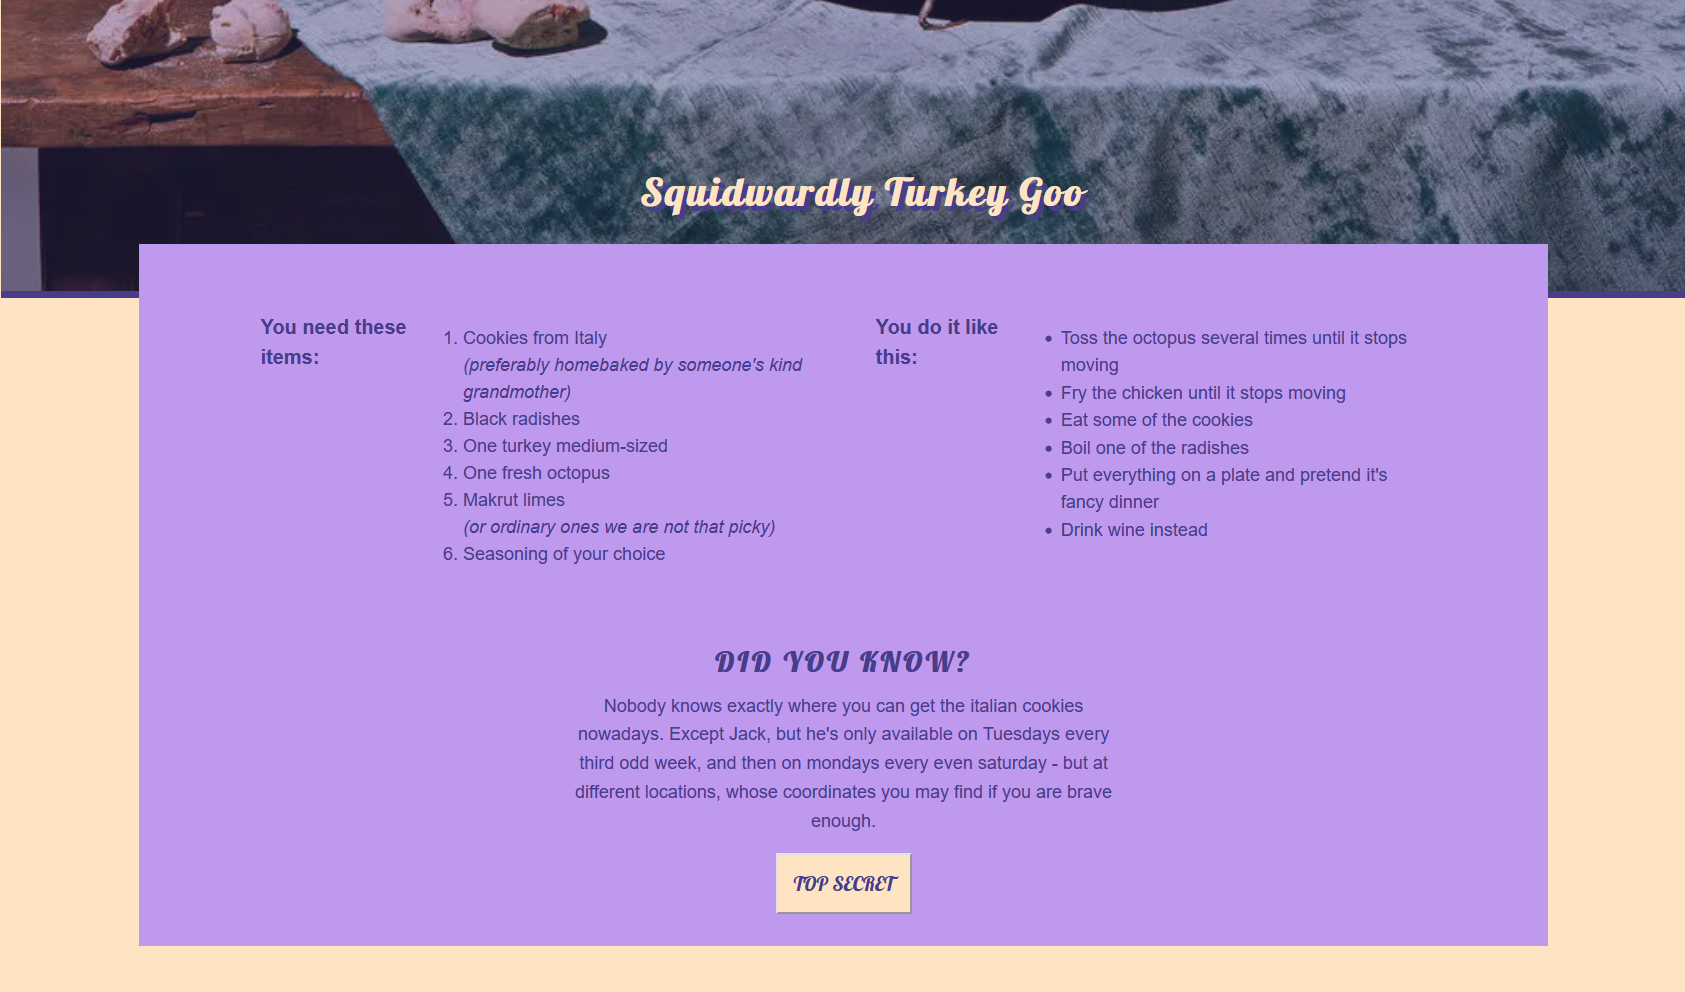 Squidwardly Turkey Goo
You need these
items:
1. Cookies from Italy
(preferably homebaked by someone's kind
grandmother)
2. Black radishes
3. One turkey medium-sized
4. One fresh octopus
5. Makrut limes
(or ordinary ones we are not that picky)
6. Seasoning of your choice
You do it like
this:
• Toss the octopus several times until it stops
moving
• Fry the chicken until it stops moving
• Eat some of the cookies
• Boil one of the radishes
• Put everything on a plate and pretend it's
fancy dinner
• Drink wine instead
DID YOU KNOW?
Nobody knows exactly where you can get the italian cookies
nowadays. Except Jack, but he's only available on Tuesdays every
third odd week, and then on mondays every even saturday - but at
different locations, whose coordinates you may find if you are brave
enough.
TOP SECRET